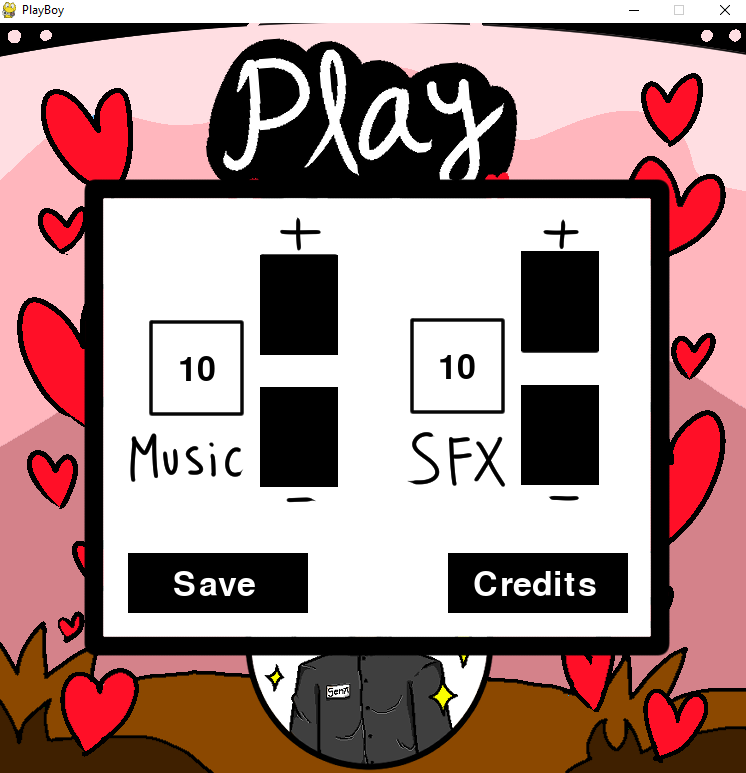 PlayBoy
Play
+ +
10 10
Music SFX
- -
Save Credits